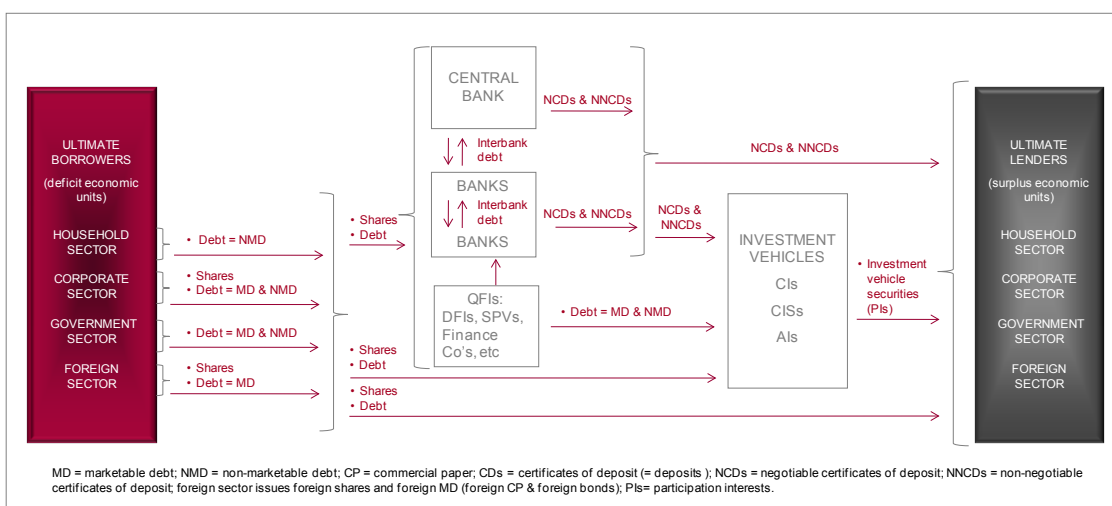 ULTIMATE
BORROWERS
(deficit economic
units)
HOUSEHOLD
SECTOR
CORPORATE
SECTOR
GOVERNMENT
SECTOR
FOREIGN
SECTOR
• Debt = NMD
• Shares
• Debt = MD & NMD
• Debt = MD & NMD
• Shares
• Debt = MD
• Shares
• Debt
CENTRAL
BANK
Interbank
debt
BANKS
Interbank
debt
BANKS
QFIs:
DFIs, SPVs,
Finance
Co's, etc
NCDs & NNCDs
NCDs & NNCDs
• Debt = MD & NMD
• Shares
• Debt
• Shares
• Debt
NCDs & NNCDs
NCDs &
NNCDs
INVESTMENT
VEHICLES
CIs
CISs
AIs
• Investment
vehicle
securities
(PIs)
ULTIMATE
LENDERS
(surplus economic
units)
HOUSEHOLD
SECTOR
CORPORATE
SECTOR
GOVERNMENT
SECTOR
FOREIGN
SECTOR
MD = marketable debt; NMD = non-marketable debt; CP = commercial paper; CDs = certificates of deposit (= deposits ); NCDs = negotiable certificates of deposit; NNCDs = non-negotiable
certificates of deposit; foreign sector issues foreign shares and foreign MD (foreign CP & foreign bonds); PIs= participation interests.